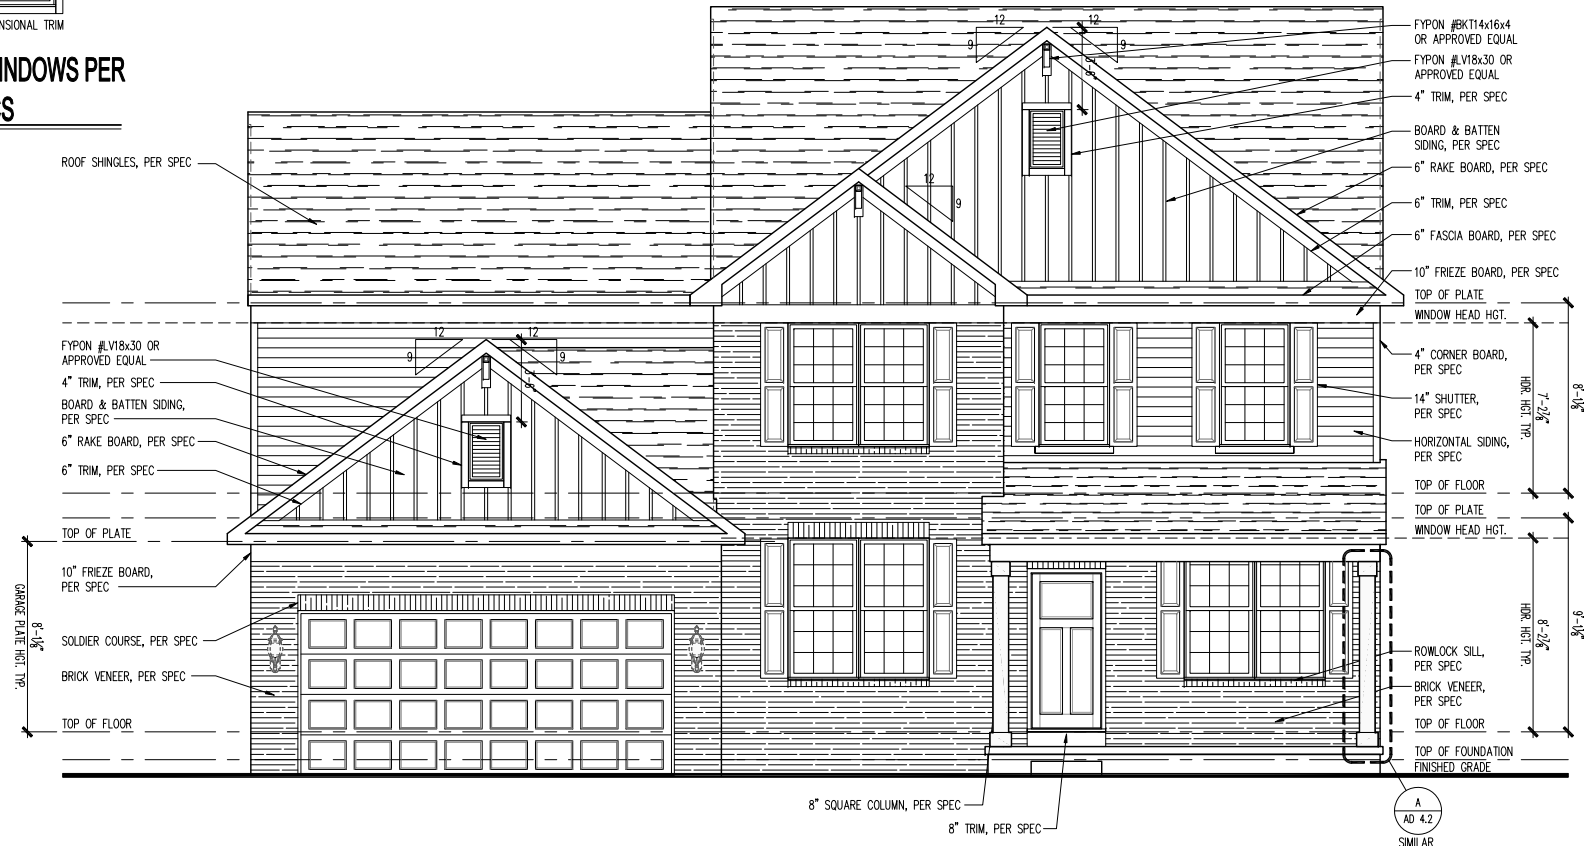 NSIONAL TRIM
INDOWS PER
ROOF SHINGLES, PER SPEC
FYPON #LV18x30 OR
APPROVED EQUAL
4" TRIM, PER SPEC
BOARD & BATTEN SIDING,
PER SPEC
6" RAKE BOARD, PER SPEC
6" TRIM, PER SPEC
TOP OF PLATE
10" FRIEZE BOARD,
PER SPEC
GARAGE PLATE HGT. TYP.
8'-1⅛"
SOLDIER COURSE, PER SPEC
BRICK VENEER, PER SPEC
TOP OF FLOOR
12
9
12
9
12
9
12
9
12
9
3'-8"
FYPON #BKT14x16x4
OR APPROVED EQUAL
FYPON #LV18x30 OR
APPROVED EQUAL
4" TRIM, PER SPEC
BOARD & BATTEN
SIDING, PER SPEC
6" RAKE BOARD, PER SPEC
6" TRIM, PER SPEC
6" FASCIA BOARD, PER SPEC
10" FRIEZE BOARD, PER SPEC
TOP OF PLATE
WINDOW HEAD HGT.
4" CORNER BOARD,
PER SPEC
14" SHUTTER,
PER SPEC
HORIZONTAL SIDING,
PER SPEC
HDR. HGT. TYP.
7'-2⅞"
8'-1⅛"
TOP OF FLOOR
TOP OF PLATE
WINDOW HEAD HGT.
HDR. HGT. TYP.
8'-2⅞"
9'-1⅛"
ROWLOCK SILL,
PER SPEC
BRICK VENEER,
PER SPEC
TOP OF FLOOR
TOP OF FOUNDATION
FINISHED GRADE
8" SQUARE COLUMN, PER SPEC
8" TRIM, PER SPEC
A
AD 4.2
SIMILAR